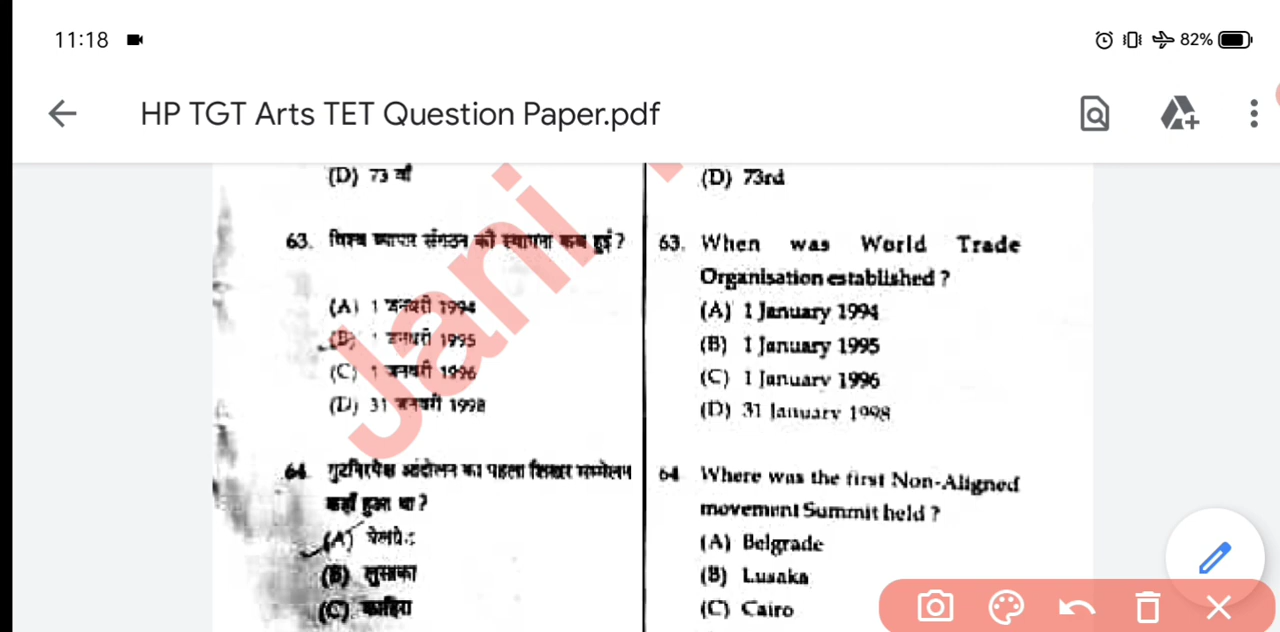 11:18
82%
HP TGT Arts TET Question Paper.pdf
(D) 73 वाँ
63. विश्व व्यापार संगठन की स्थापना कब हुई ?
(A) 1 जनवरी 1994
(B) 1 जनवरी 1995
(C) 1 जनवरी 1996
(D) 31 जनवरी 1998
64. गुटनिरपेक्ष आंदोलन का पहला शिखर सम्मेलन
कहाँ हुआ था ?
(A)
(B) लुसाका
(C) काहिरा
(D) 73rd
63. When was World Trade
Organisation established ?
(A) 1 January 1994
(B) 1 January 1995
(C) 1 January 1996
(D) 31 January 1998
64 Where was the first Non-Aligned
movement Summit held ?
(A) Belgrade
(B) Lusaka
(C) Cairo
Jani